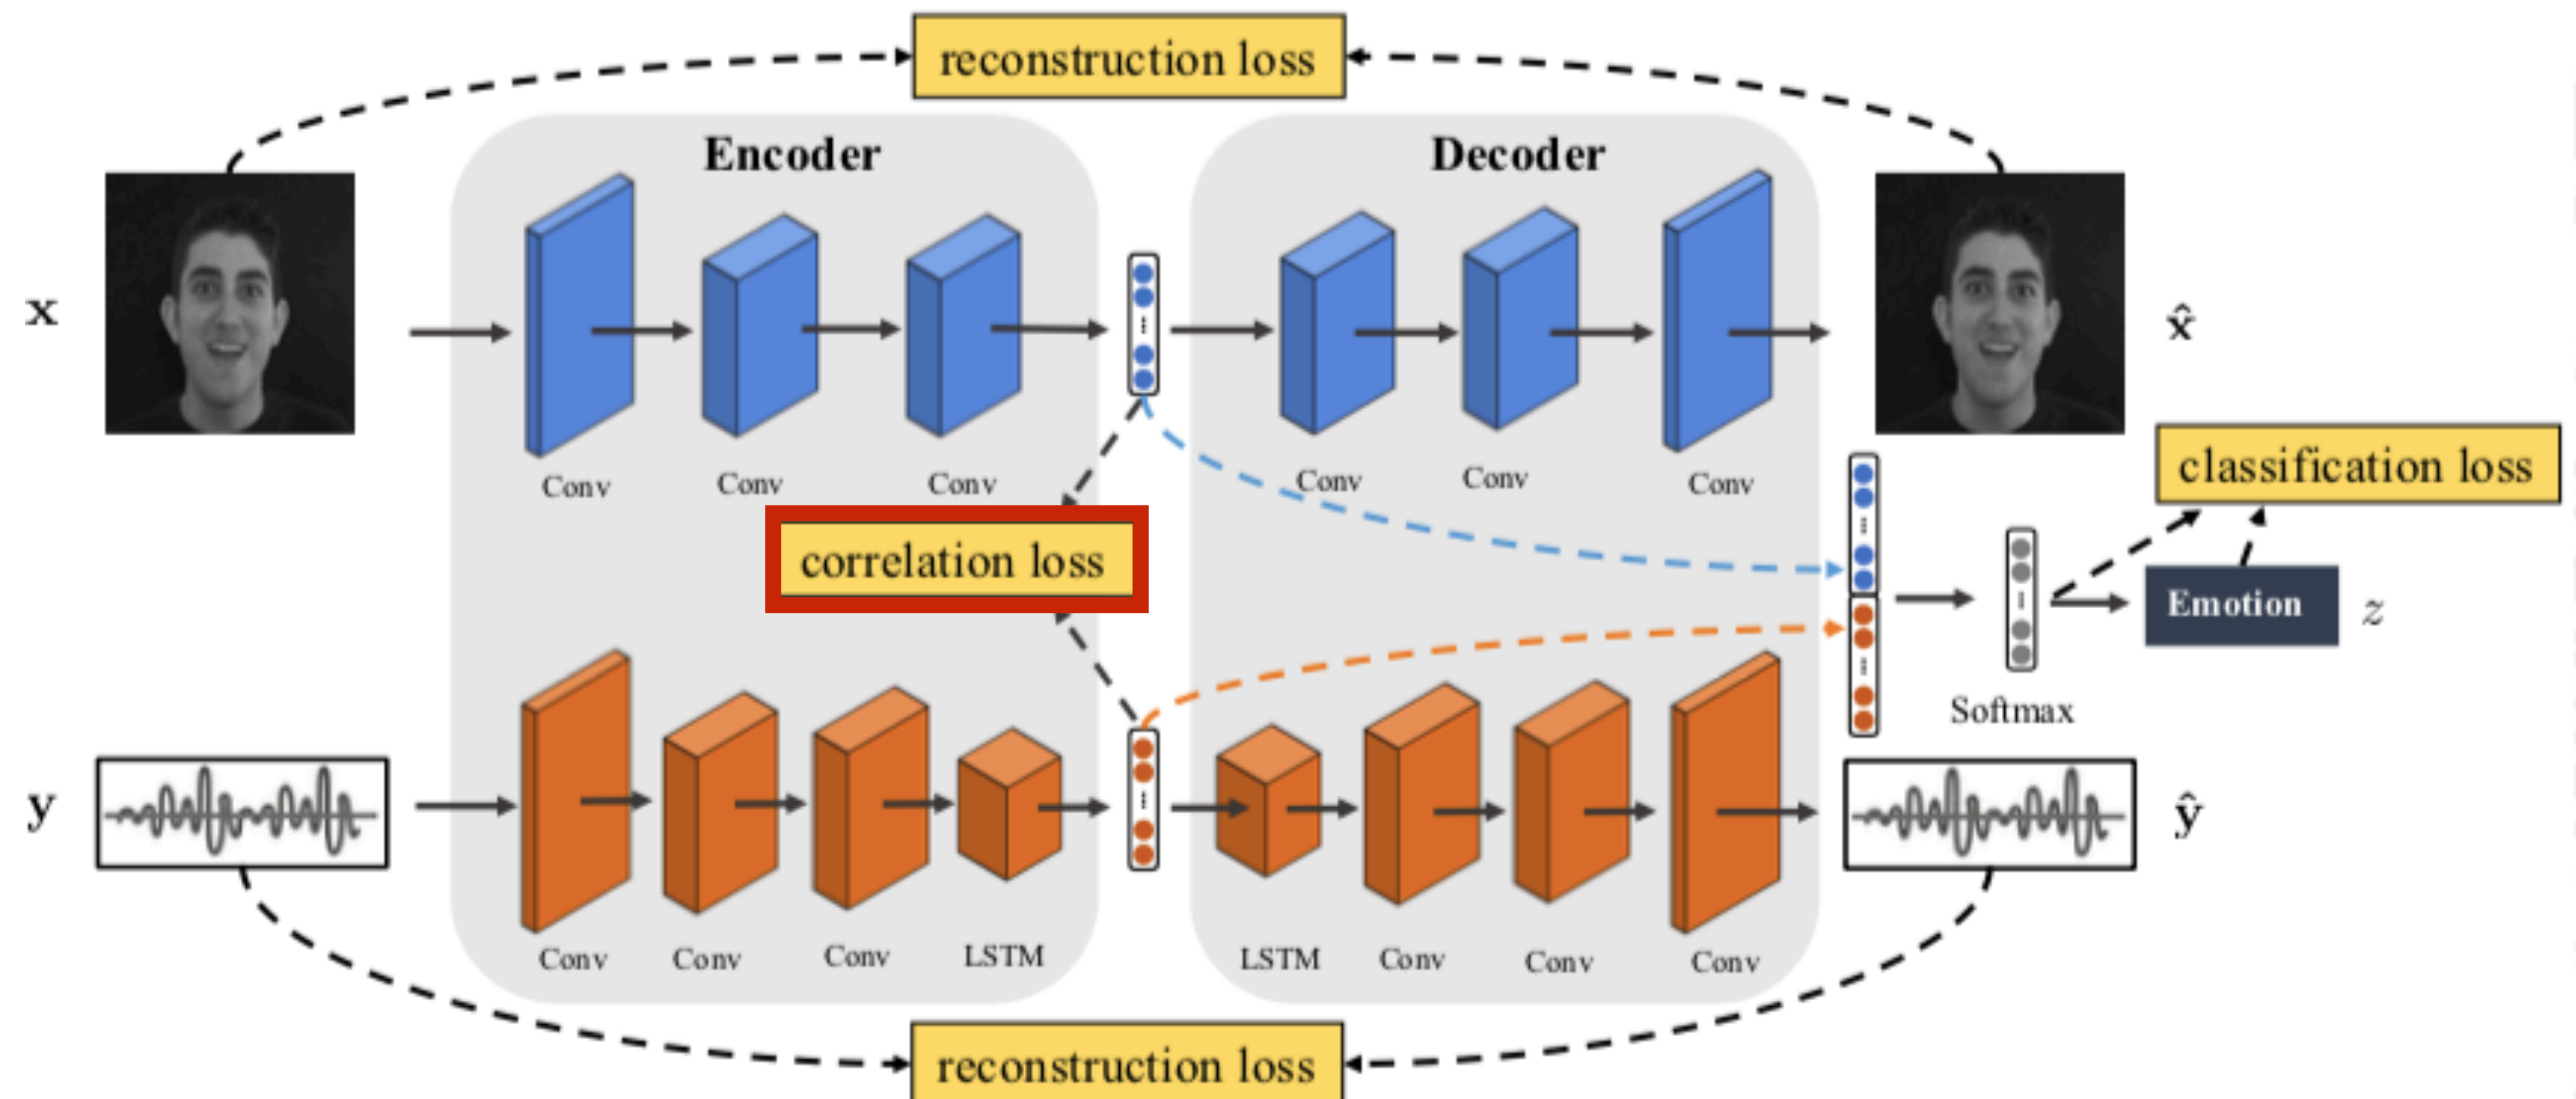 reconstruction loss
Encoder
Decoder
x
x̂
Conv
Conv
Conv
Conv
Conv
Conv
classification loss
correlation loss
Emotion
z
Softmax
y
ŷ
Conv
Conv
Conv
LSTM
LSTM
Conv
Conv
Conv
reconstruction loss